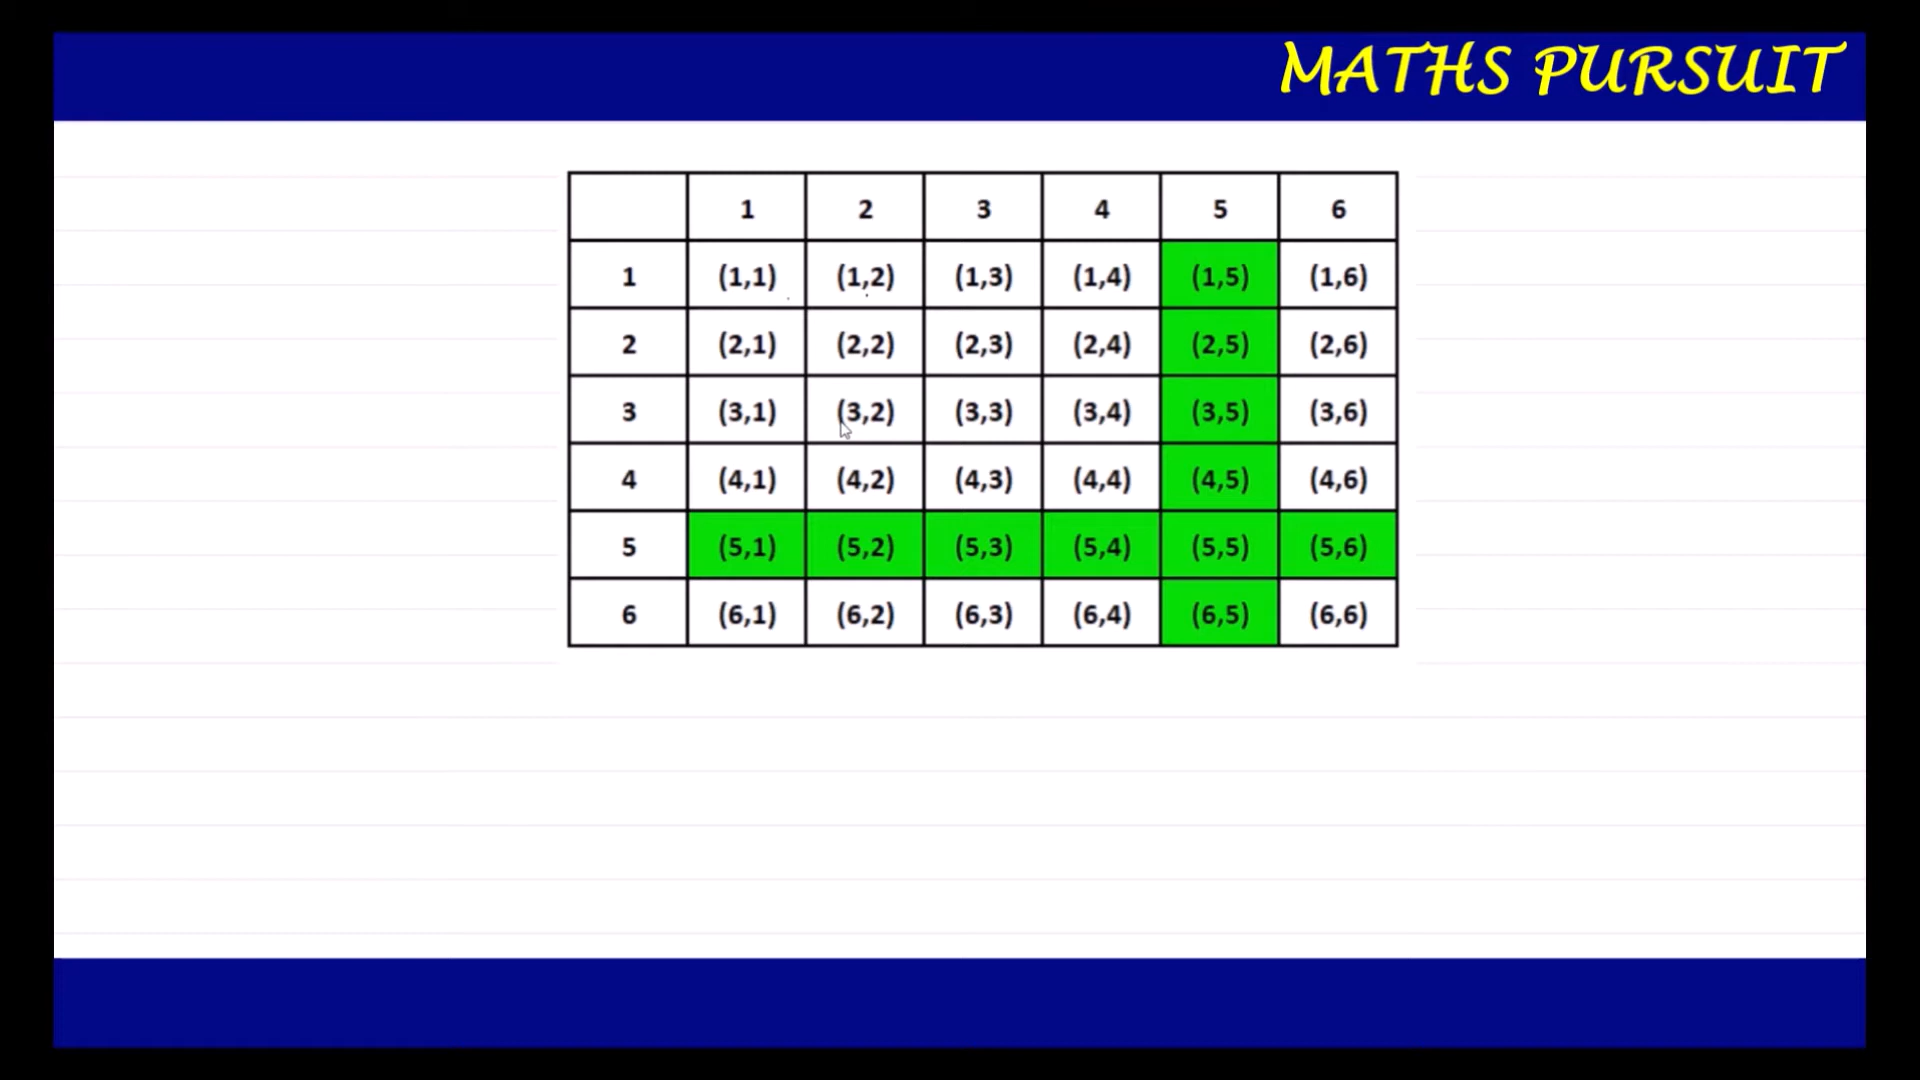 MATHS PURSUIT
1 2 3 4 5 6
1 (1,1) (1,2) (1,3) (1,4) (1,5) (1,6)
2 (2,1) (2,2) (2,3) (2,4) (2,5) (2,6)
3 (3,1) (3,2) (3,3) (3,4) (3,5) (3,6)
4 (4,1) (4,2) (4,3) (4,4) (4,5) (4,6)
5 (5,1) (5,2) (5,3) (5,4) (5,5) (5,6)
6 (6,1) (6,2) (6,3) (6,4) (6,5) (6,6)